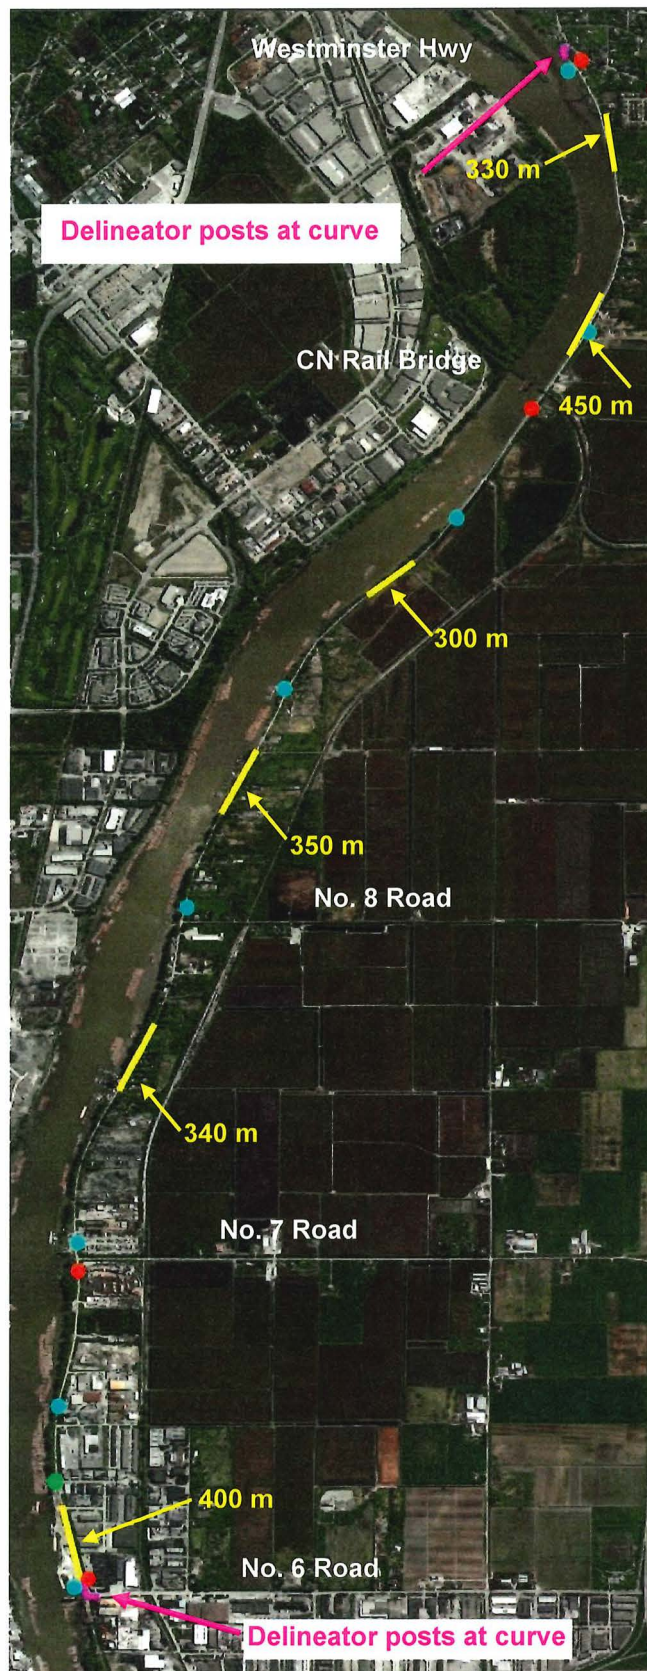 Westminster Hwy
330 m
Delineator posts at curve
CN Rail Bridge
450 m
300 m
350 m
No. 8 Road
340 m
No. 7 Road
400 m
No. 6 Road
Delineator posts at curve